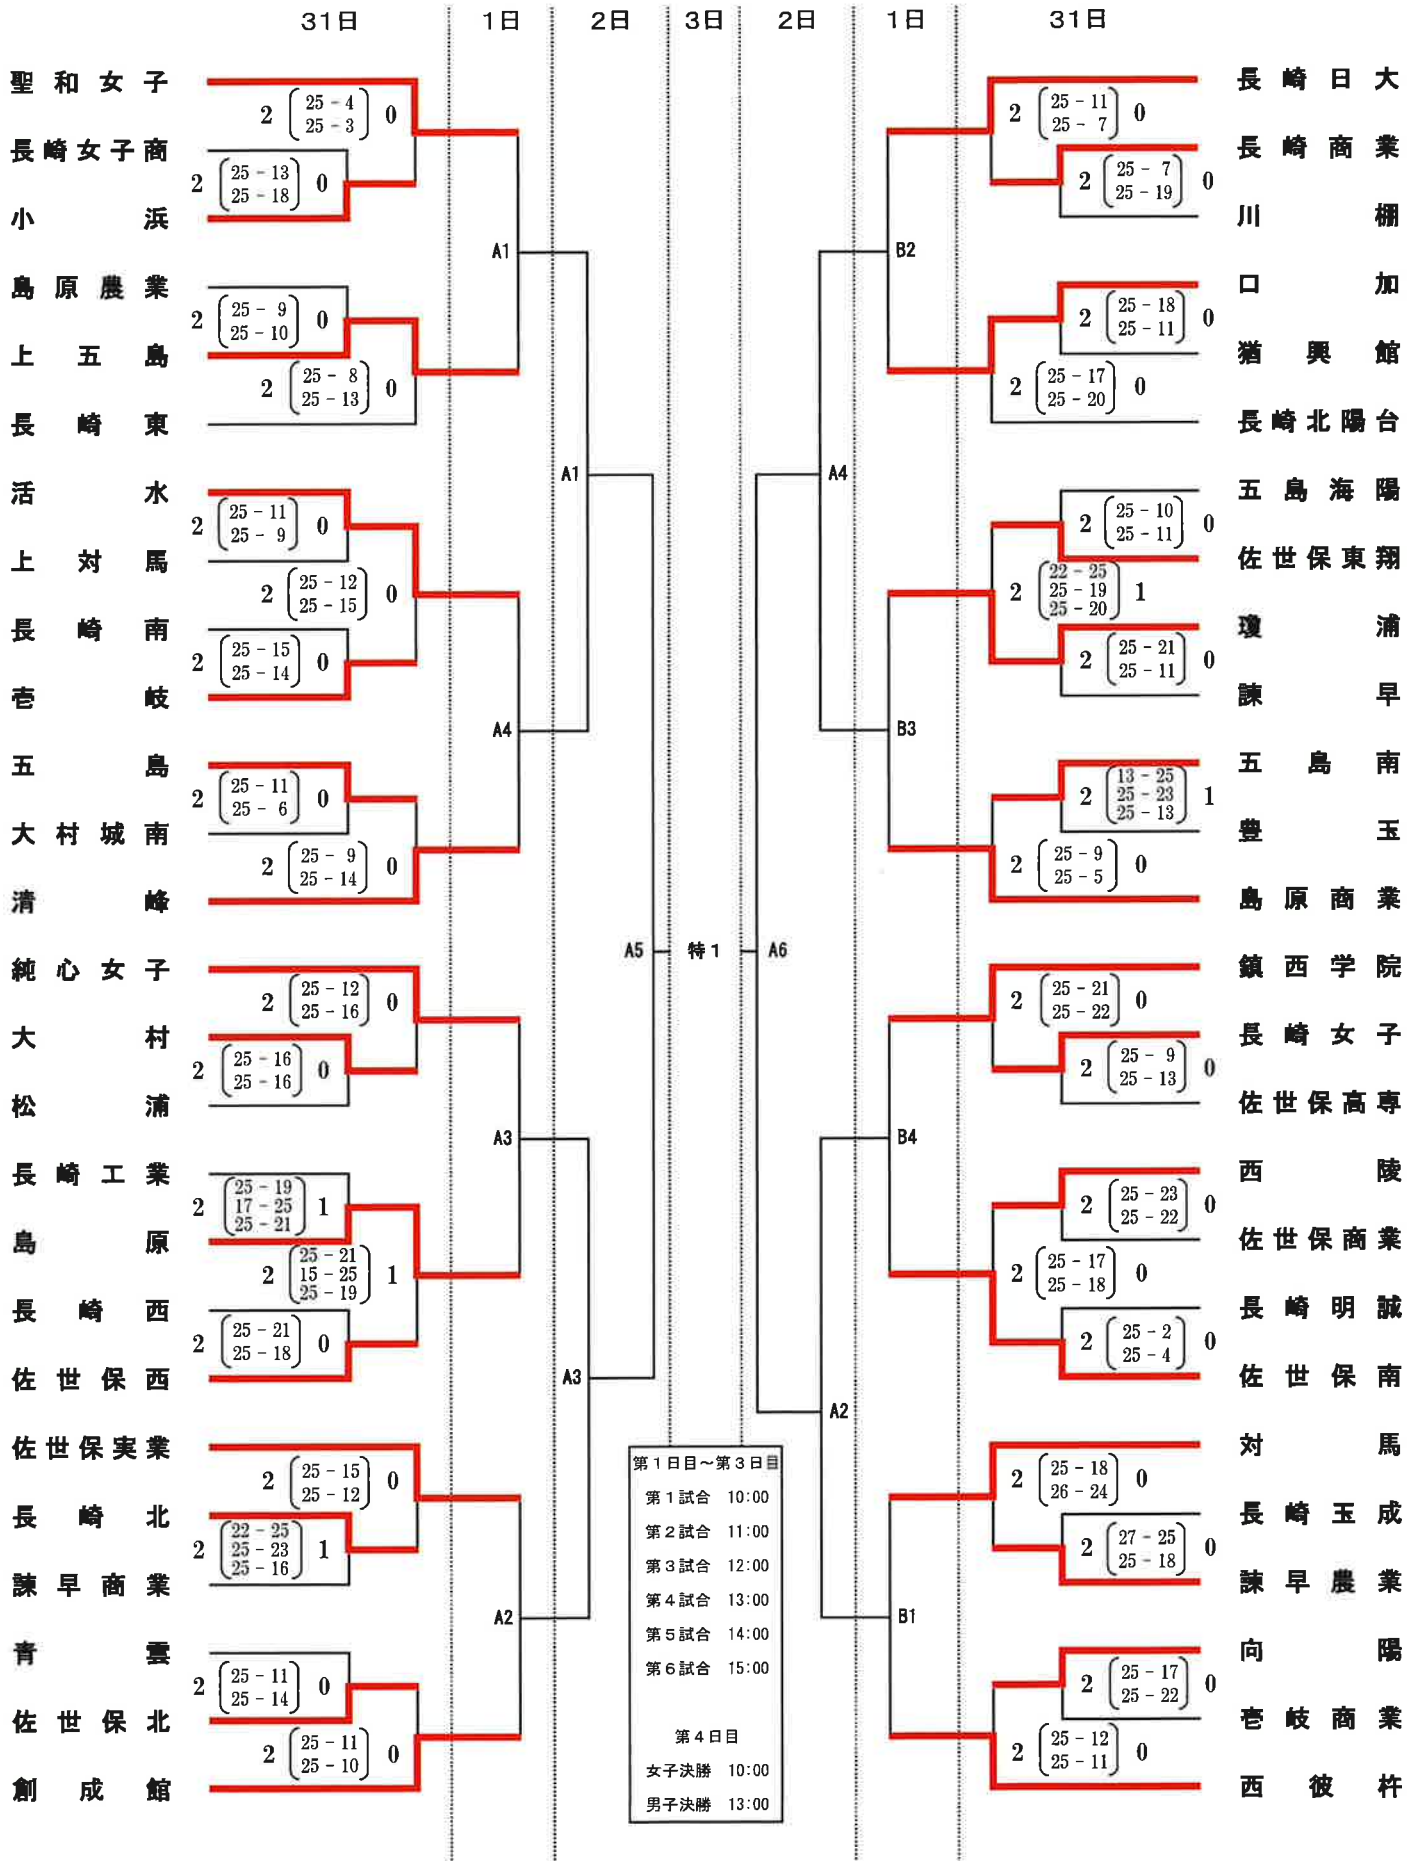 31日 1日 2日 3日 2日 1日 31日
聖和女子
2 25 - 4 0
25 - 3
長崎女子商
2 25 - 13 0
25 - 18
小浜
A1
島原農業
2 25 - 9 0
25 - 10
上五島
2 25 - 8 0
25 - 13
長崎東
A1
活水
2 25 - 11 0
25 - 9
上対馬
2 25 - 12 0
25 - 15
長崎南
2 25 - 15 0
25 - 14
壱岐
A4
五島
2 25 - 11 0
25 - 6
大村城南
2 25 - 9 0
25 - 14
清峰
A5
純心女子
2 25 - 12 0
25 - 16
大村
2 25 - 16 0
25 - 16
松浦
A3
長崎工業
2 25 - 19 1
17 - 25
25 - 21
島原
2 25 - 21 1
15 - 25
25 - 19
長崎西
2 25 - 21 0
25 - 18
佐世保西
A3
佐世保実業
2 25 - 15 0
25 - 12
長崎北
2 22 - 25 1
25 - 23
25 - 16
諫早商業
A2
青雲
2 25 - 11 0
25 - 14
佐世保北
2 25 - 11 0
25 - 10
創成館
特1
長崎日大
2 25 - 11 0
25 - 7
長崎商業
2 25 - 7 0
25 - 19
川棚
B2
口加
2 25 - 18 0
25 - 11
猶興館
2 25 - 17 0
25 - 20
長崎北陽台
A4
五島海陽
2 25 - 10 0
25 - 11
佐世保東翔
2 22 - 25 1
25 - 19
25 - 20
瓊浦
2 25 - 21 0
25 - 11
諫早
B3
五島南
2 13 - 25 1
25 - 23
25 - 13
豊玉
2 25 - 9 0
25 - 5
島原商業
A6
鎮西学院
2 25 - 21 0
25 - 22
長崎女子
2 25 - 9 0
25 - 13
佐世保高専
B4
西陵
2 25 - 23 0
25 - 22
佐世保商業
2 25 - 17 0
25 - 18
長崎明誠
2 25 - 2 0
25 - 4
佐世保南
A2
対馬
2 25 - 18 0
26 - 24
長崎玉成
2 27 - 25 0
25 - 18
諫早農業
B1
向陽
2 25 - 17 0
25 - 22
壱岐商業
2 25 - 12 0
25 - 11
西彼杵
第1日目～第3日目
第1試合 10:00
第2試合 11:00
第3試合 12:00
第4試合 13:00
第5試合 14:00
第6試合 15:00
第4日目
女子決勝 10:00
男子決勝 13:00